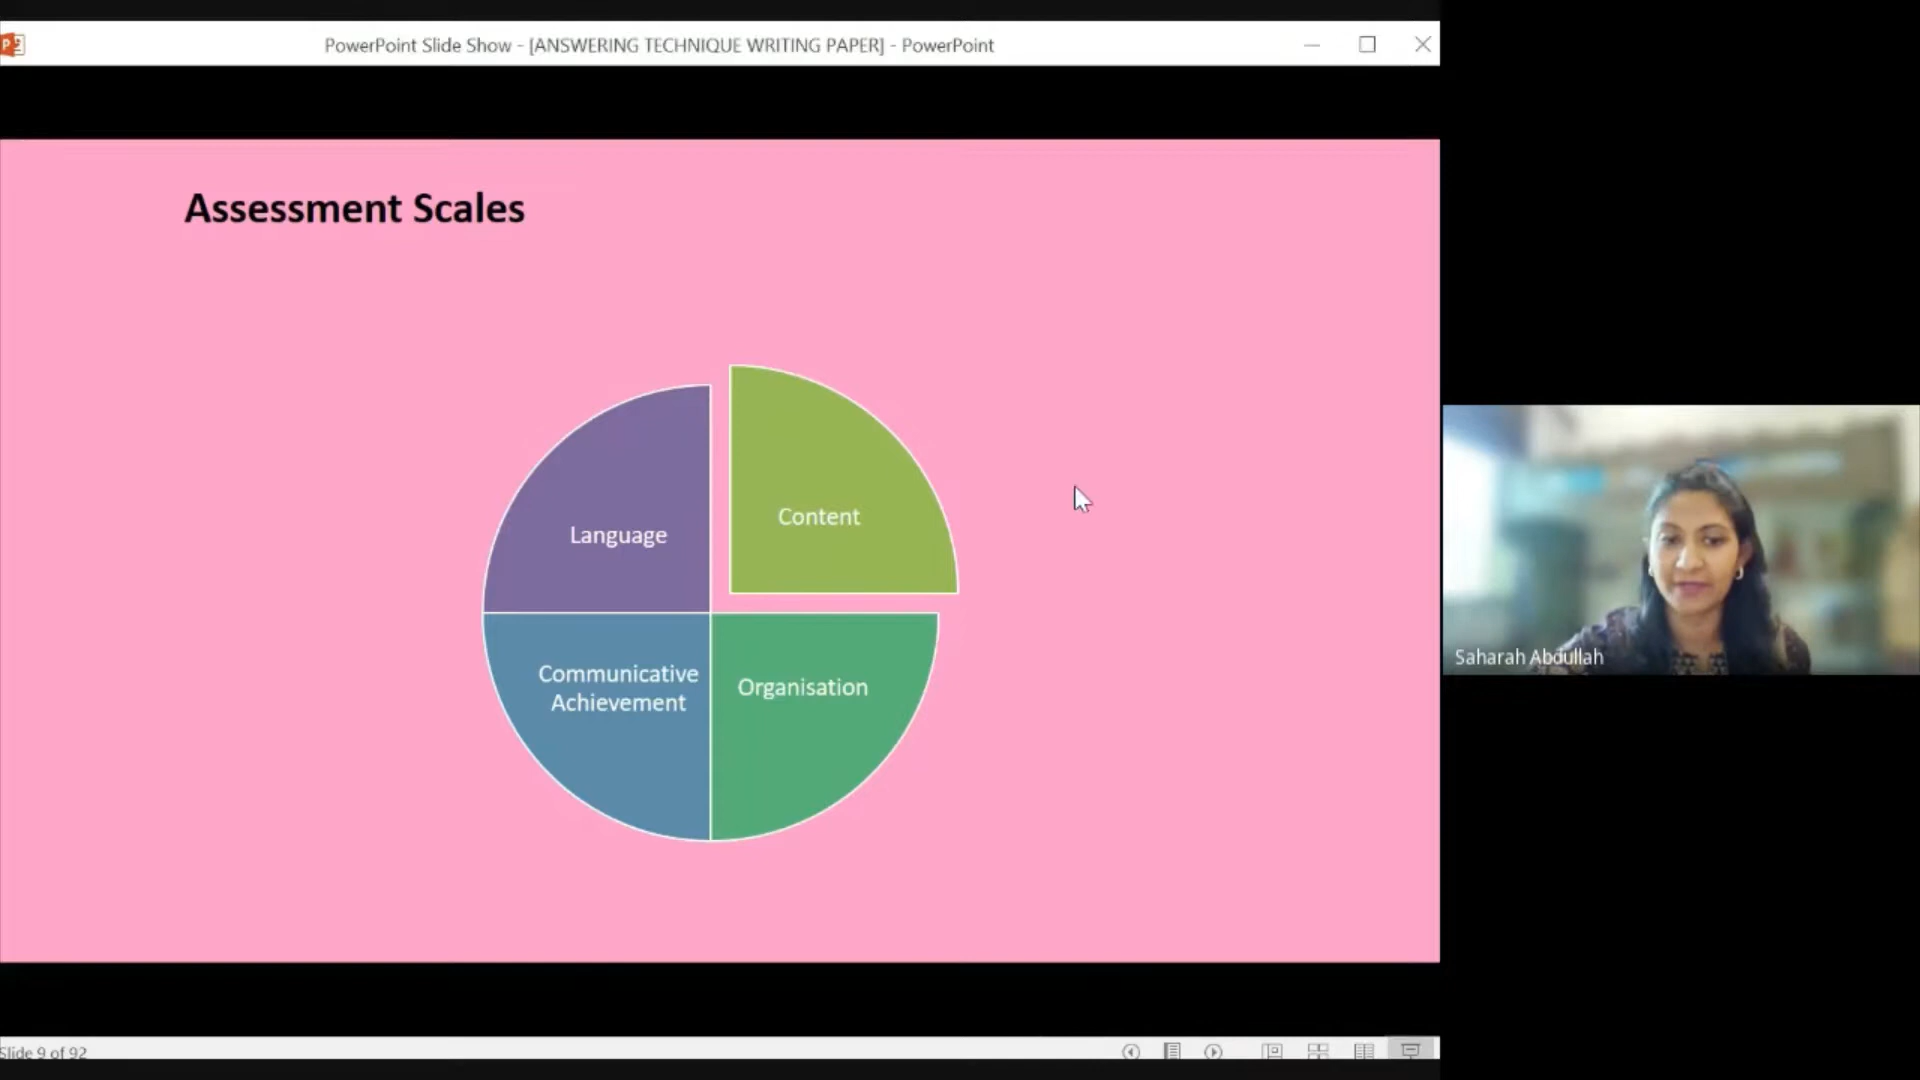 PowerPoint Slide Show - [ANSWERING TECHNIQUE WRITING PAPER] - PowerPoint
Assessment Scales
Content
Language
Communicative
Achievement
Organisation
Saharah Abdullah
Slide 9 of 92